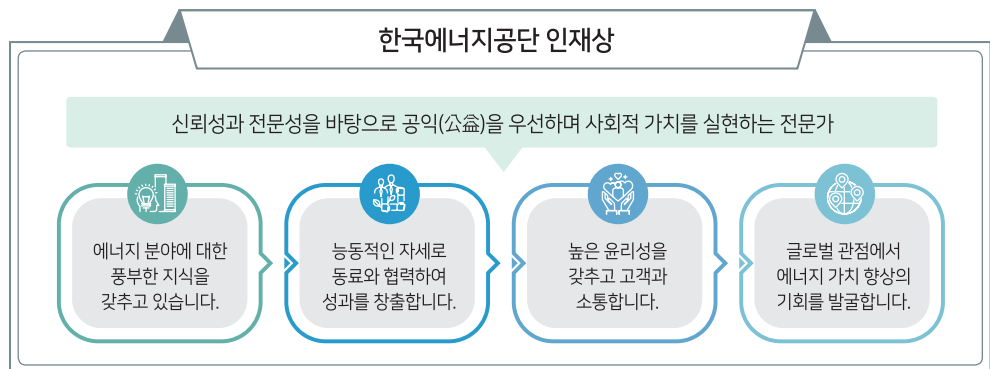 한국에너지공단 인재상
신뢰성과 전문성을 바탕으로 공익(公益)을 우선하며 사회적 가치를 실현하는 전문가
에너지 분야에 대한
풍부한 지식을
갖추고 있습니다.
능동적인 자세로
동료와 협력하여
성과를 창출합니다.
높은 윤리성을
갖추고 고객과
소통합니다.
글로벌 관점에서
에너지 가치 향상의
기회를 발굴합니다.